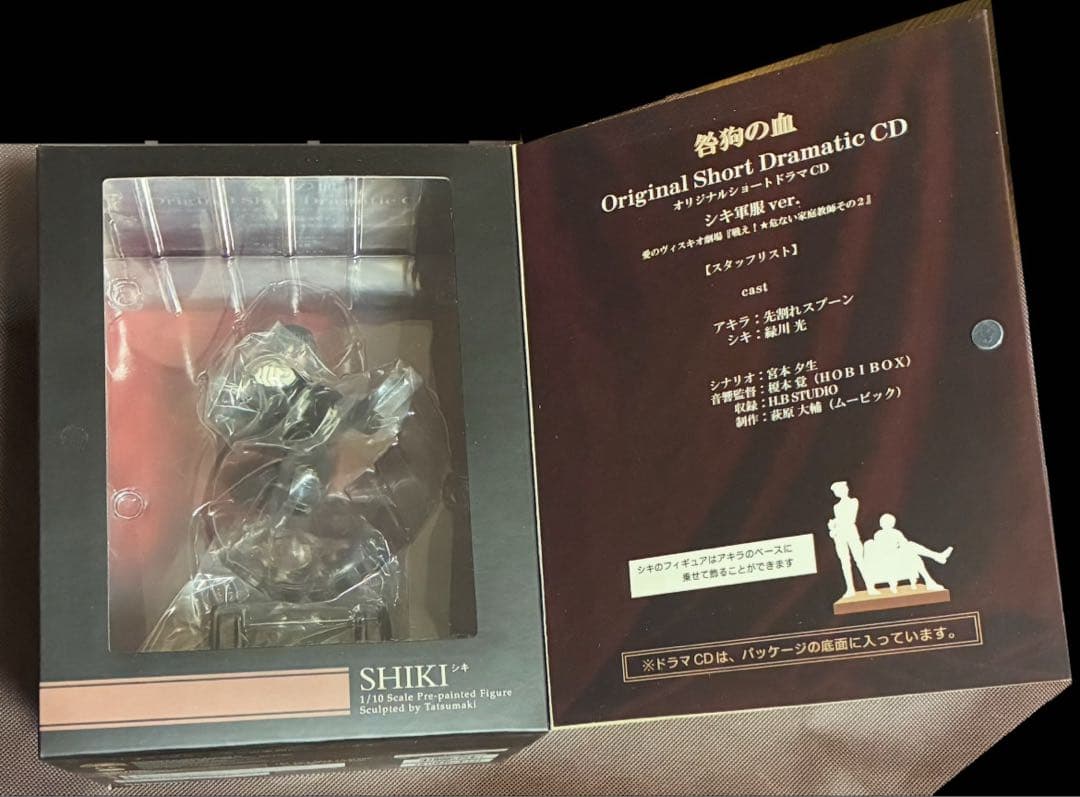 咎狗の血
Original Short Dramatic CD
オリジナルショートドラマCD
シキ軍服 ver.
愛のヴィスキオ劇場『戦え!★危ない家庭教師その2』
【スタッフリスト】
cast
アキラ:先割れスプーン
シキ:緑川 光
シナリオ:宮本 夕生
音響監督:榎本 覚(HOBIBOX)
収録:H.B STUDIO
制作:萩原 大輔(ムービック)
シキのフィギュアはアキラのベースに
乗せて飾ることができます
※ドラマCDは、パッケージの底面に入っています。
SHIKI シキ
1/10 Scale Pre-painted Figure
Sculpted by Tatsumaki